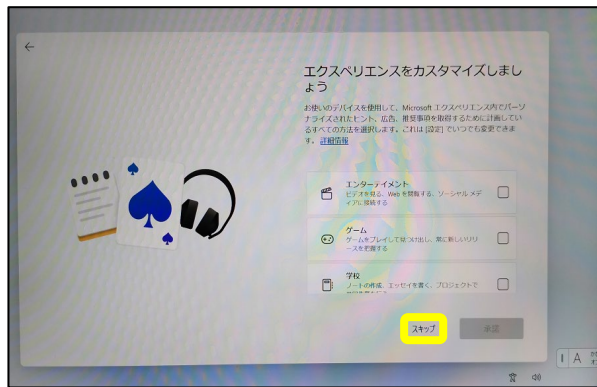 エクスペリエンスをカスタマイズしまし
ょう
お使いのデバイスを使用して、Microsoft エクスペリエンス内でパーソ
ナライズされたヒント、広告、推奨事項を取得するために計画してい
るすべての方法を選択します。これは [設定] でいつでも変更できま
す。 詳細情報
エンターテイメント
ビデオを見る、Web を閲覧する、ソーシャル メデ
ィアに接続する
ゲーム
ゲームをプレイして見つけ出し、常に新しいリリ
ースを把握する
学校
ノートの作成、エッセイを書く、プロジェクトで
スキップ
承諾
A